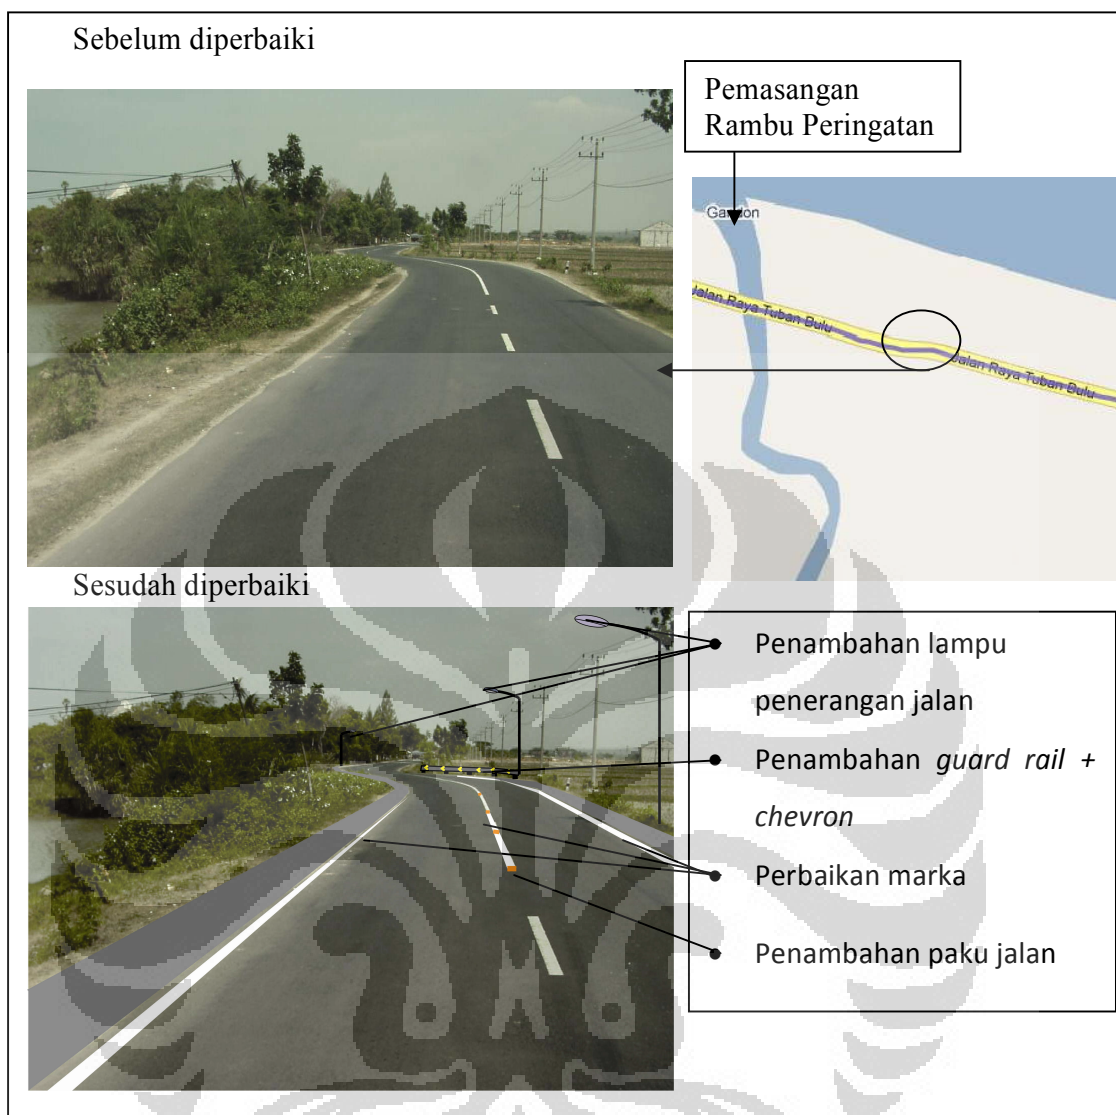 Sebelum diperbaiki
Pemasangan
Rambu Peringatan
Jalan Raya Tuban Bulu
Jalan Raya Tuban Bulu
Sesudah diperbaiki
Penambahan lampu
penerangan jalan
Penambahan guard rail +
chevron
Perbaikan marka
Penambahan paku jalan